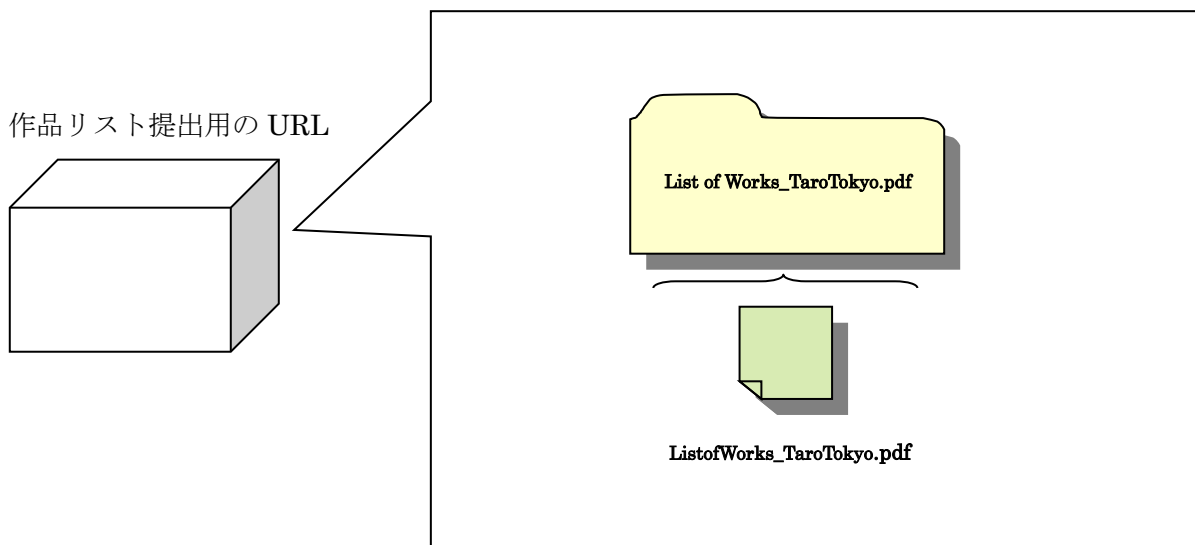 作品リスト提出用の URL
List of Works_TaroTokyo.pdf
ListofWorks_TaroTokyo.pdf